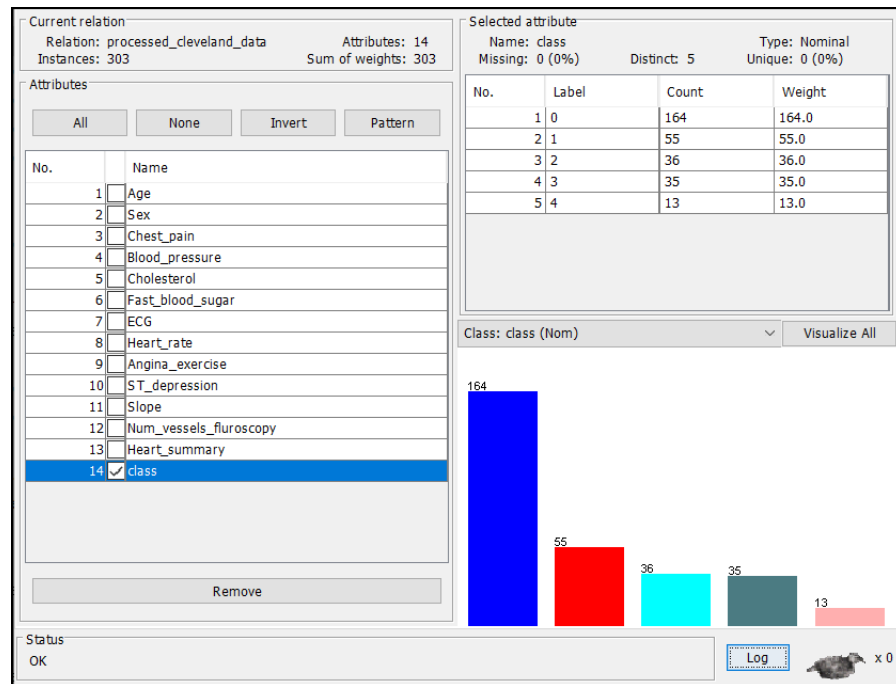 Current relation
Relation: processed_cleveland_data Attributes: 14
Instances: 303 Sum of weights: 303
Attributes
All None Invert Pattern
No. Name
1 Age
2 Sex
3 Chest_pain
4 Blood_pressure
5 Cholesterol
6 Fast_blood_sugar
7 ECG
8 Heart_rate
9 Angina_exercise
10 ST_depression
11 Slope
12 Num_vessels_fluroscopy
13 Heart_summary
14 class
Remove
Selected attribute
Name: class Type: Nominal
Missing: 0 (0%) Distinct: 5 Unique: 0 (0%)
No. Label Count Weight
1 0 164 164.0
2 1 55 55.0
3 2 36 36.0
4 3 35 35.0
5 4 13 13.0
Class: class (Nom) Visualize All
164
55
36
35
13
Status
OK
Log x 0